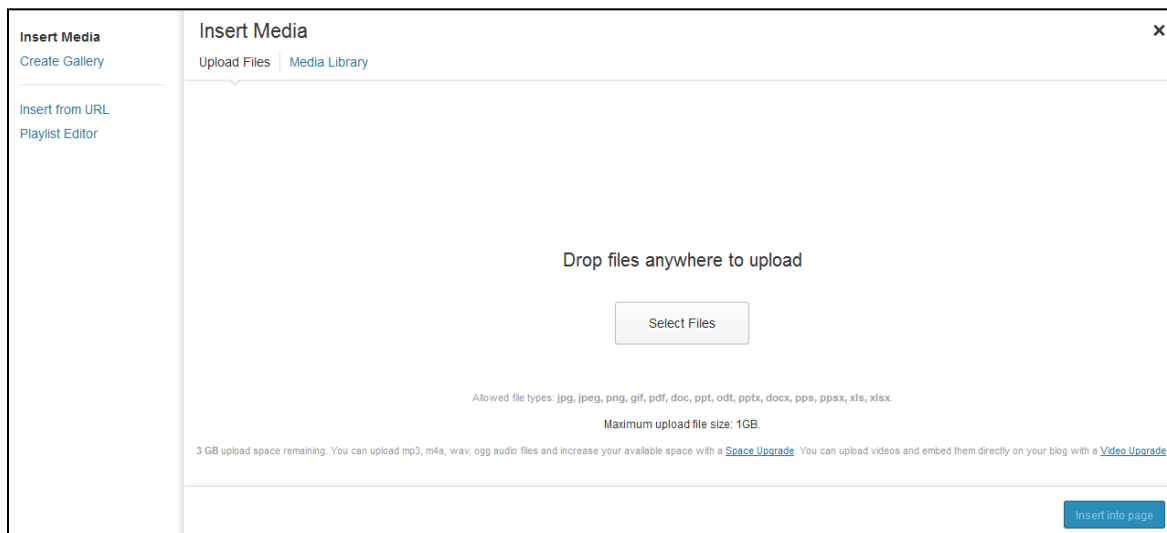 Insert Media
Create Gallery
Insert from URL
Playlist Editor
Insert Media
Upload Files Media Library
Drop files anywhere to upload
Select Files
Allowed file types: jpg, jpeg, png, gif, pdf, doc, ppt, odt, pptx, docx, pps, ppsx, xls, xlsx.
Maximum upload file size: 1GB.
3 GB upload space remaining. You can upload mp3, m4a, wav, ogg audio files and increase your available space with a Space Upgrade. You can upload videos and embed them directly on your blog with a Video Upgrade
Insert into page